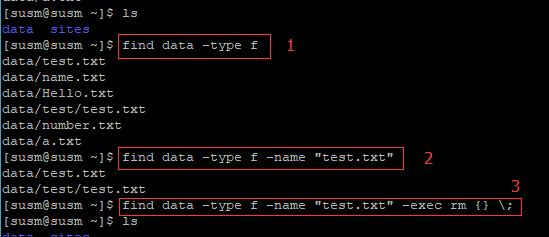 [susm@susm ~]$ ls
data sites
[susm@susm ~]$ find data -type f 1
data/test.txt
data/name.txt
data/Hello.txt
data/test/test.txt
data/number.txt
data/a.txt
[susm@susm ~]$ find data -type f -name "test.txt" 2
data/test.txt
data/test/test.txt
3
[susm@susm ~]$ find data -type f -name "test.txt" -exec rm {} \;
[susm@susm ~]$ ls
data sites